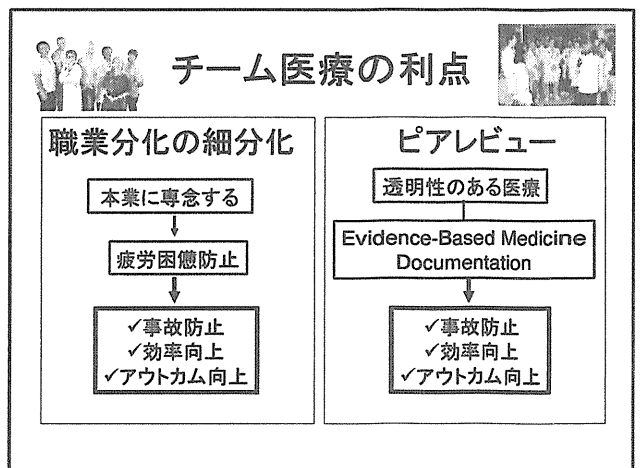 チーム医療の利点
職業分化の細分化
本業に専念する
疲労困憊防止
✓事故防止
✓効率向上
✓アウトカム向上
ピアレビュー
透明性のある医療
Evidence-Based Medicine
Documentation
✓事故防止
✓効率向上
✓アウトカム向上